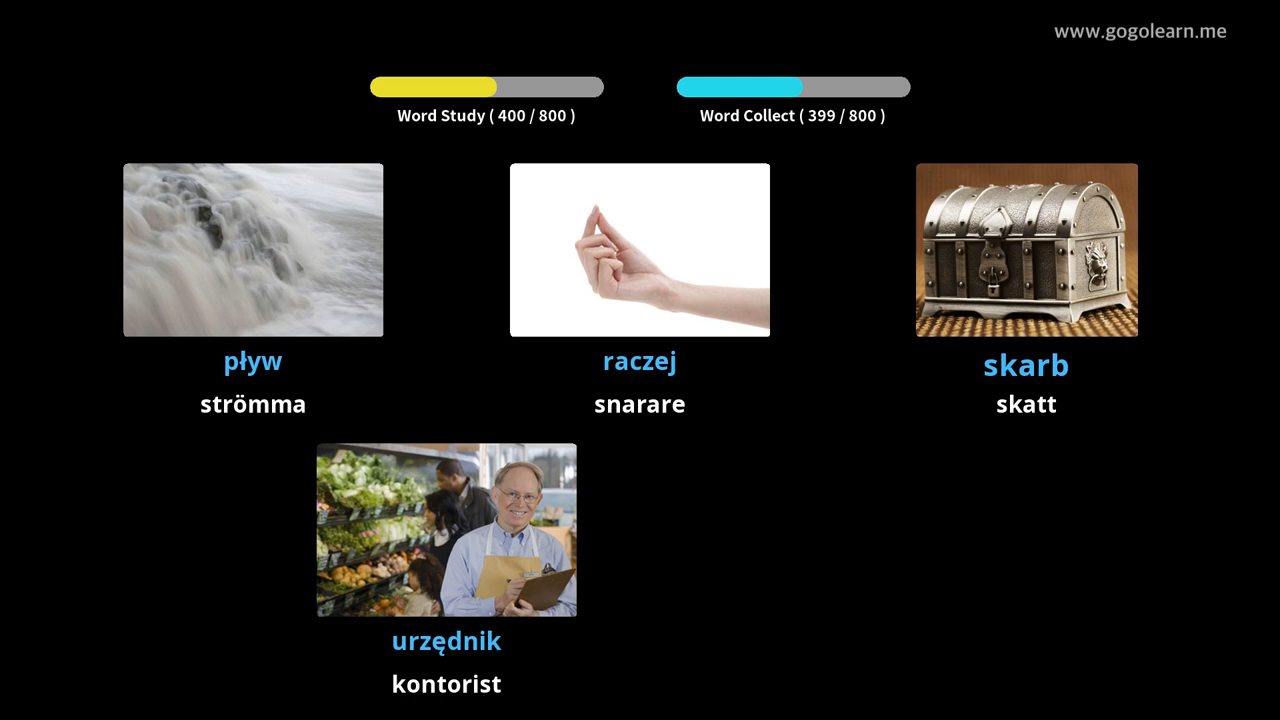 www.gogolearn.me
Word Study ( 400 / 800 )
Word Collect ( 399 / 800 )
pływ
strömma
raczej
snarare
skarb
skatt
urzędnik
kontorist